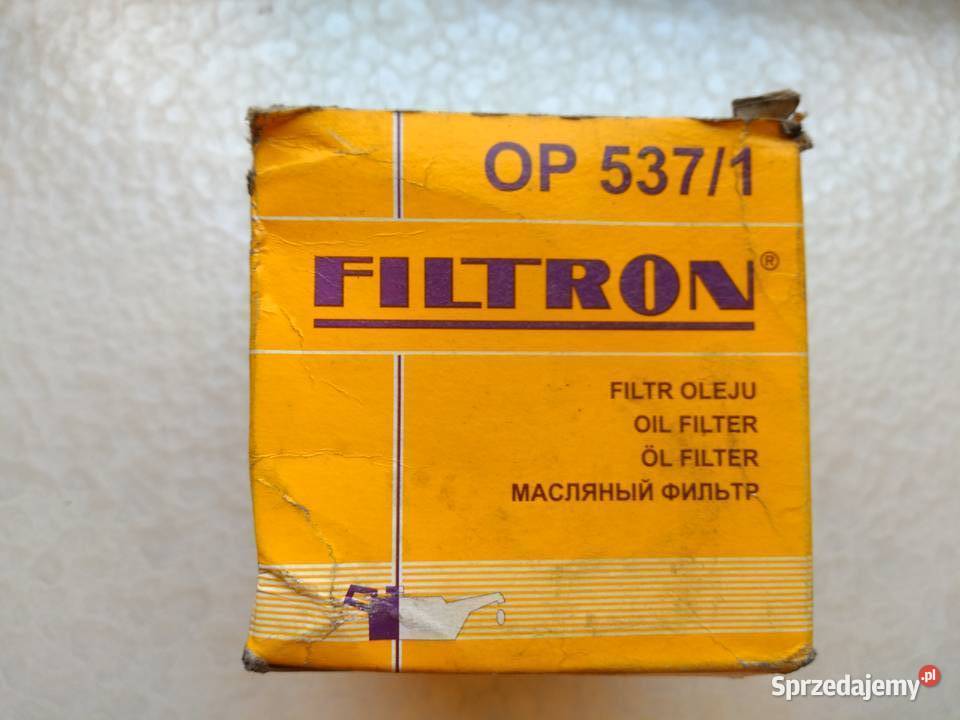 OP 537/1
FILTRON®
FILTR OLEJU
OIL FILTER
ÖL FILTER
МАСЛЯНЫЙ ФИЛЬТР
Sprzedajemy.pl